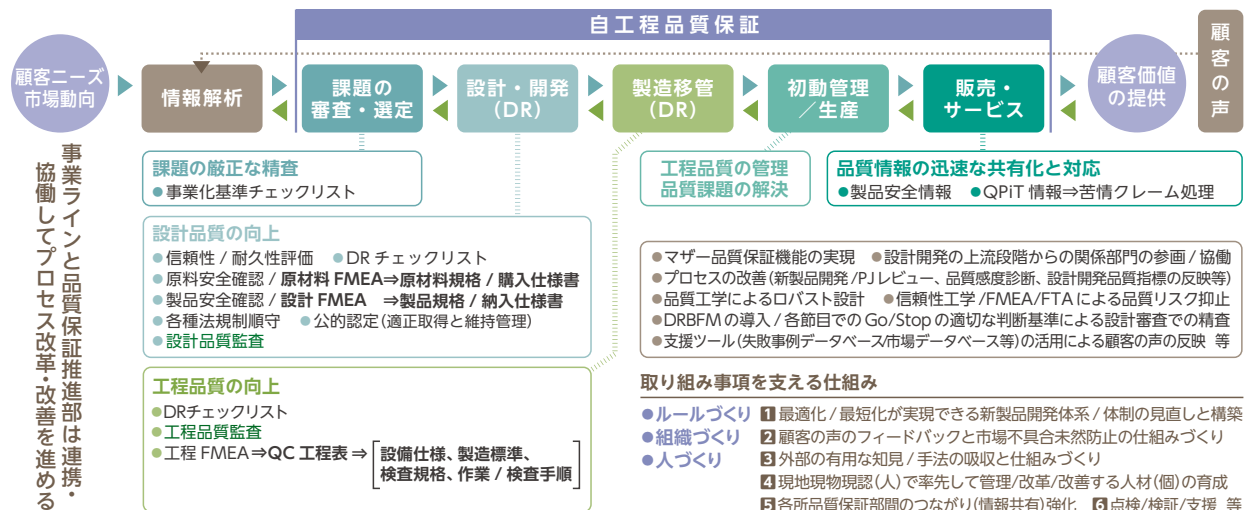 自工程品質保証
顧客ニーズ
市場動向
情報解析
課題の
審査・選定
設計・開発
（DR）
製造移管
（DR）
初動管理
／生産
販売・
サービス
顧客価値
の提供
顧客の声
事業ラインと品質保証推進部は連携・
協働してプロセス改革・改善を進める
課題の厳正な精査
●事業化基準チェックリスト
設計品質の向上
●信頼性 / 耐久性評価 ●DR チェックリスト
●原料安全確認 / 原材料 FMEA⇒原材料規格 / 購入仕様書
●製品安全確認 / 設計 FMEA ⇒製品規格 / 納入仕様書
●各種法規制順守 ●公的認定（適正取得と維持管理）
●設計品質監査
工程品質の向上
●DRチェックリスト
●工程品質監査
●工程 FMEA⇒QC 工程表⇒
設備仕様、製造標準、
検査規格、作業 / 検査手順
工程品質の管理
品質課題の解決
品質情報の迅速な共有化と対応
●製品安全情報 ●QPiT 情報⇒苦情クレーム処理
●マザー品質保証機能の実現 ●設計開発の上流段階からの関係部門の参画 / 協働
●プロセスの改善（新製品開発 /PJレビュー、品質感度診断、設計開発品質指標の反映等）
●品質工学によるロバスト設計 ●信頼性工学 /FMEA/FTA による品質リスク抑止
●DRBFM の導入 / 各節目での Go/Stop の適切な判断基準による設計審査での精査
●支援ツール（失敗事例データベース/市場データベース等）の活用による顧客の声の反映 等
取り組み事項を支える仕組み
●ルールづくり
●組織づくり
●人づくり
1 最適化 / 最短化が実現できる新製品開発体系 / 体制の見直しと構築
2 顧客の声のフィードバックと市場不具合未然防止の仕組みづくり
3 外部の有用な知見 / 手法の吸収と仕組みづくり
4 現地現物現認（人）で率先して管理/改革/改善する人材（個）の育成
5 各所品質保証部間のつながり（情報共有）強化 6 点検/検証/支援 等